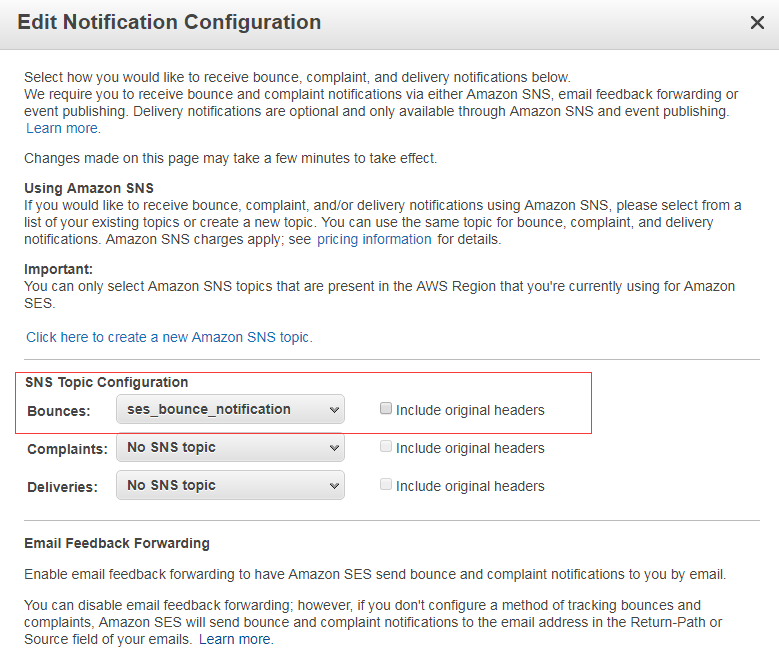 Edit Notification Configuration
Select how you would like to receive bounce, complaint, and delivery notifications below.
We require you to receive bounce and complaint notifications via either Amazon SNS, email feedback forwarding or
event publishing. Delivery notifications are optional and only available through Amazon SNS and event publishing.
Learn more.
Changes made on this page may take a few minutes to take effect.
Using Amazon SNS
If you would like to receive bounce, complaint, and/or delivery notifications using Amazon SNS, please select from a
list of your existing topics or create a new topic. You can use the same topic for bounce, complaint, and delivery
notifications. Amazon SNS charges apply; see pricing information for details.
Important:
You can only select Amazon SNS topics that are present in the AWS Region that you're currently using for Amazon
SES.
Click here to create a new Amazon SNS topic.
SNS Topic Configuration
Bounces: ses_bounce_notification Include original headers
Complaints: No SNS topic Include original headers
Deliveries: No SNS topic Include original headers
Email Feedback Forwarding
Enable email feedback forwarding to have Amazon SES send bounce and complaint notifications to you by email.
You can disable email feedback forwarding; however, if you don't configure a method of tracking bounces and
complaints, Amazon SES will send bounce and complaint notifications to the email address in the Return-Path or
Source field of your emails. Learn more.